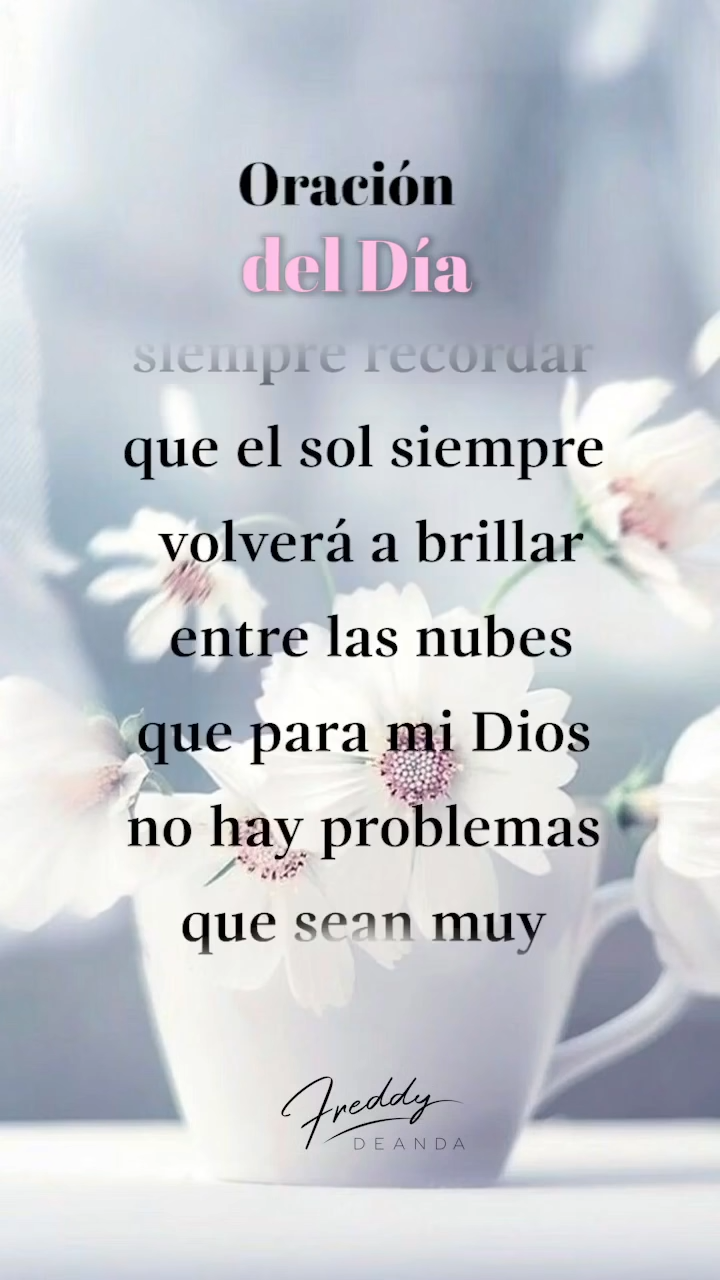 Oración
del Día
siempre recordar
que el sol siempre
volverá a brillar
entre las nubes
que para mi Dios
no hay problemas
que sean muy
Freddy
DEANDA